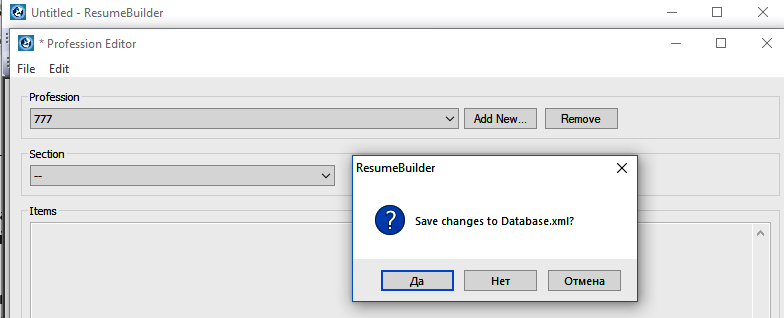 Untitled - ResumeBuilder
* Profession Editor
File Edit
Profession
777 Add New... Remove
Section
--
ResumeBuilder
Save changes to Database.xml?
Да Нет Отмена
Items